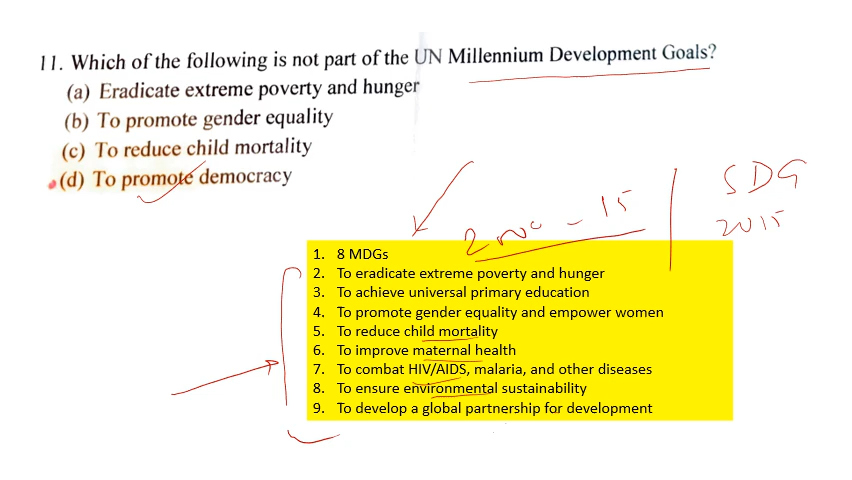 11. Which of the following is not part of the UN Millennium Development Goals?
(a) Eradicate extreme poverty and hunger
(b) To promote gender equality
(c) To reduce child mortality
(d) To promote democracy
SDG
2015
2000 - 15
1. 8 MDGs
2. To eradicate extreme poverty and hunger
3. To achieve universal primary education
4. To promote gender equality and empower women
5. To reduce child mortality
6. To improve maternal health
7. To combat HIV/AIDS, malaria, and other diseases
8. To ensure environmental sustainability
9. To develop a global partnership for development